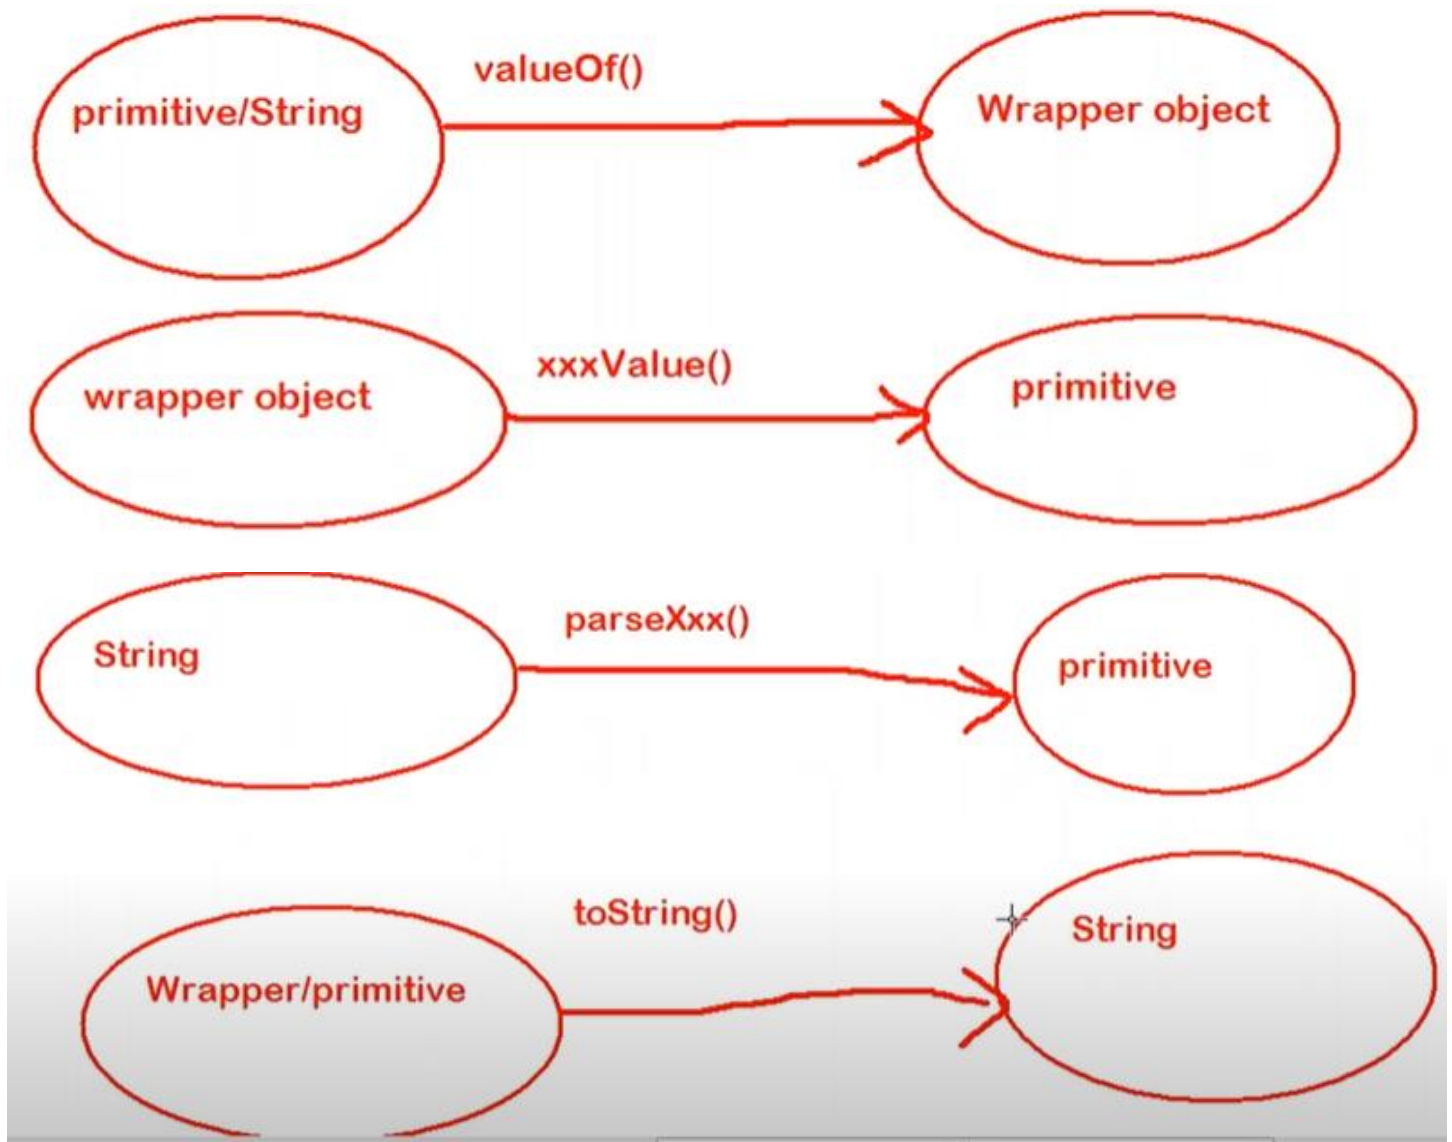 valueOf()
primitive/String
Wrapper object
xxxValue()
wrapper object
primitive
parseXxx()
String
primitive
toString()
Wrapper/primitive
String